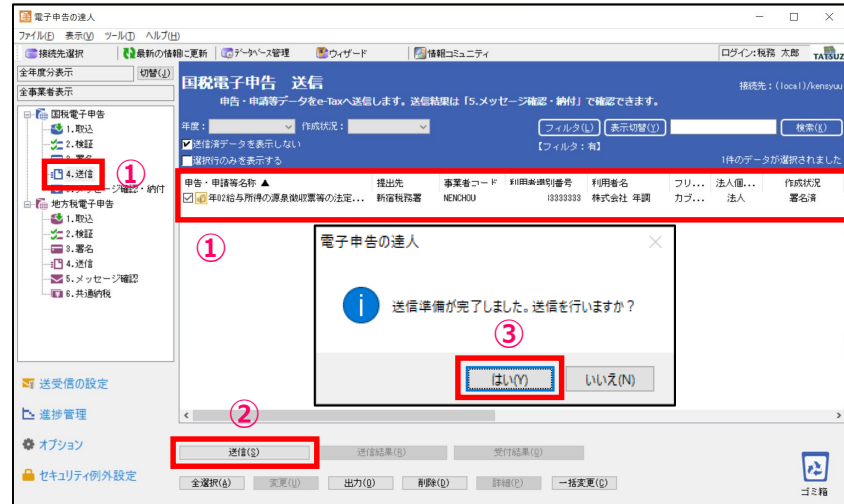 電子申告の達人
ファイル(F) 表示(V) ツール(T) ヘルプ(H)
接続先選択 最新の情報に更新 データベース管理 ウィザード 情報コミュニティ ログイン:税務 太郎 TATSUZ
全年度分表示 切替(J)
全事業者表示
国税電子申告
1.取込
2.検証
3.署名
4.送信
メッセージ確認・納付
地方税電子申告
1.取込
2.検証
3.署名
4.送信
5.メッセージ確認
6.共通納税
①
国税電子申告 送信
接続先:(local)/kensyuu
申告・申請等データをe-Taxへ送信します。送信結果は「5.メッセージ確認・納付」で確認できます。
年度: 作成状況: フィルタ(L) 表示切替(Y) 検索(K)
送信済データを表示しない 【フィルタ:有】
選択行のみを表示する 1件のデータが選択されました
申告・申請等名称 ▲ 提出先 事業者コード 利用者識別番号 利用者名 フリ... 法人個... 作成状況
年02給与所得の源泉徴収票等の法定... 新宿税務署 NENCHOU 13333333 株式会社 年調 カブ... 法人 署名済
①
電子申告の達人
送信準備が完了しました。送信を行いますか？
③
はい(Y) いいえ(N)
送受信の設定
進捗管理
オプション
セキュリティ例外設定
②
送信(S) 送信結果(R) 受付結果(Q)
全選択(A) 変更(U) 出力(O) 削除(D) 詳細(P) 一括変更(C)
ゴミ箱